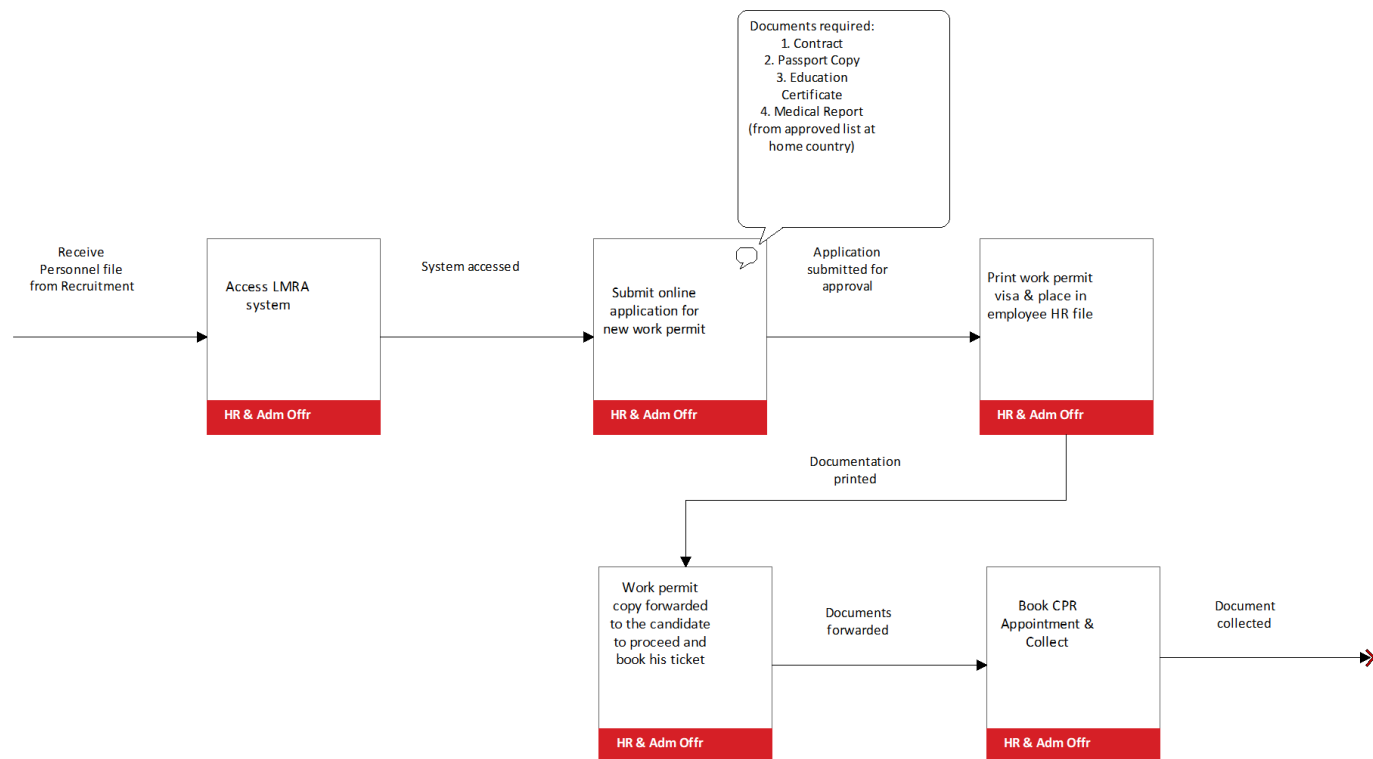 Documents required:
1. Contract
2. Passport Copy
3. Education
Certificate
4. Medical Report
(from approved list at
home country)
Receive
Personnel file
from Recruitment
Access LMRA
system
HR & Adm Offr
System accessed
Submit online
application for
new work permit
HR & Adm Offr
Application
submitted for
approval
Print work permit
visa & place in
employee HR file
HR & Adm Offr
Documentation
printed
Work permit
copy forwarded
to the candidate
to proceed and
book his ticket
HR & Adm Offr
Documents
forwarded
Book CPR
Appointment &
Collect
HR & Adm Offr
Document
collected